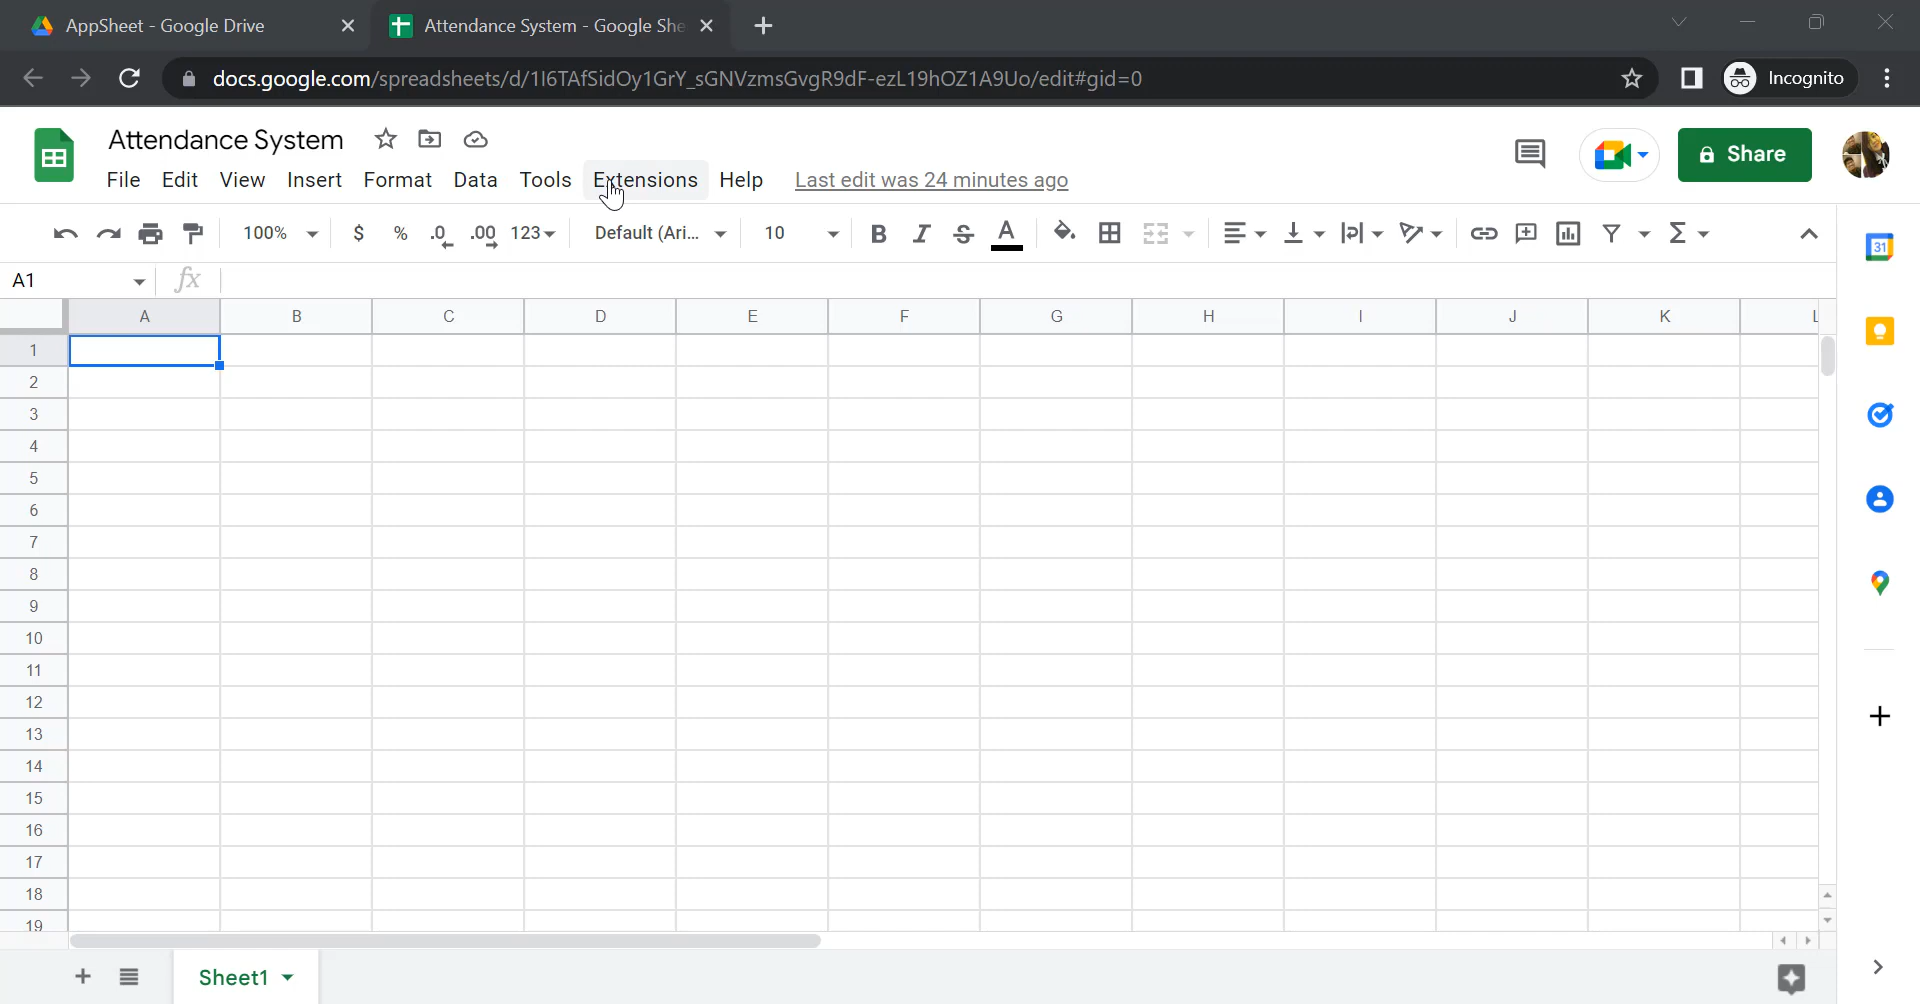 AppSheet - Google Drive
Attendance System - Google She
docs.google.com/spreadsheets/d/1I6TAfSidOy1GrY_sGNVzmsGvgR9dF-ezL19hOZ1A9Uo/edit#gid=0
Incognito
Attendance System
Share
File Edit View Insert Format Data Tools Extensions Help Last edit was 24 minutes ago
100% $ % .0 .00 123 Default (Ari... 10 B I S A
31
A1 fx
A B C D E F G H I J K L
1
2
3
4
5
6
7
8
9
10
11
12
13
14
15
16
17
18
19
Sheet1